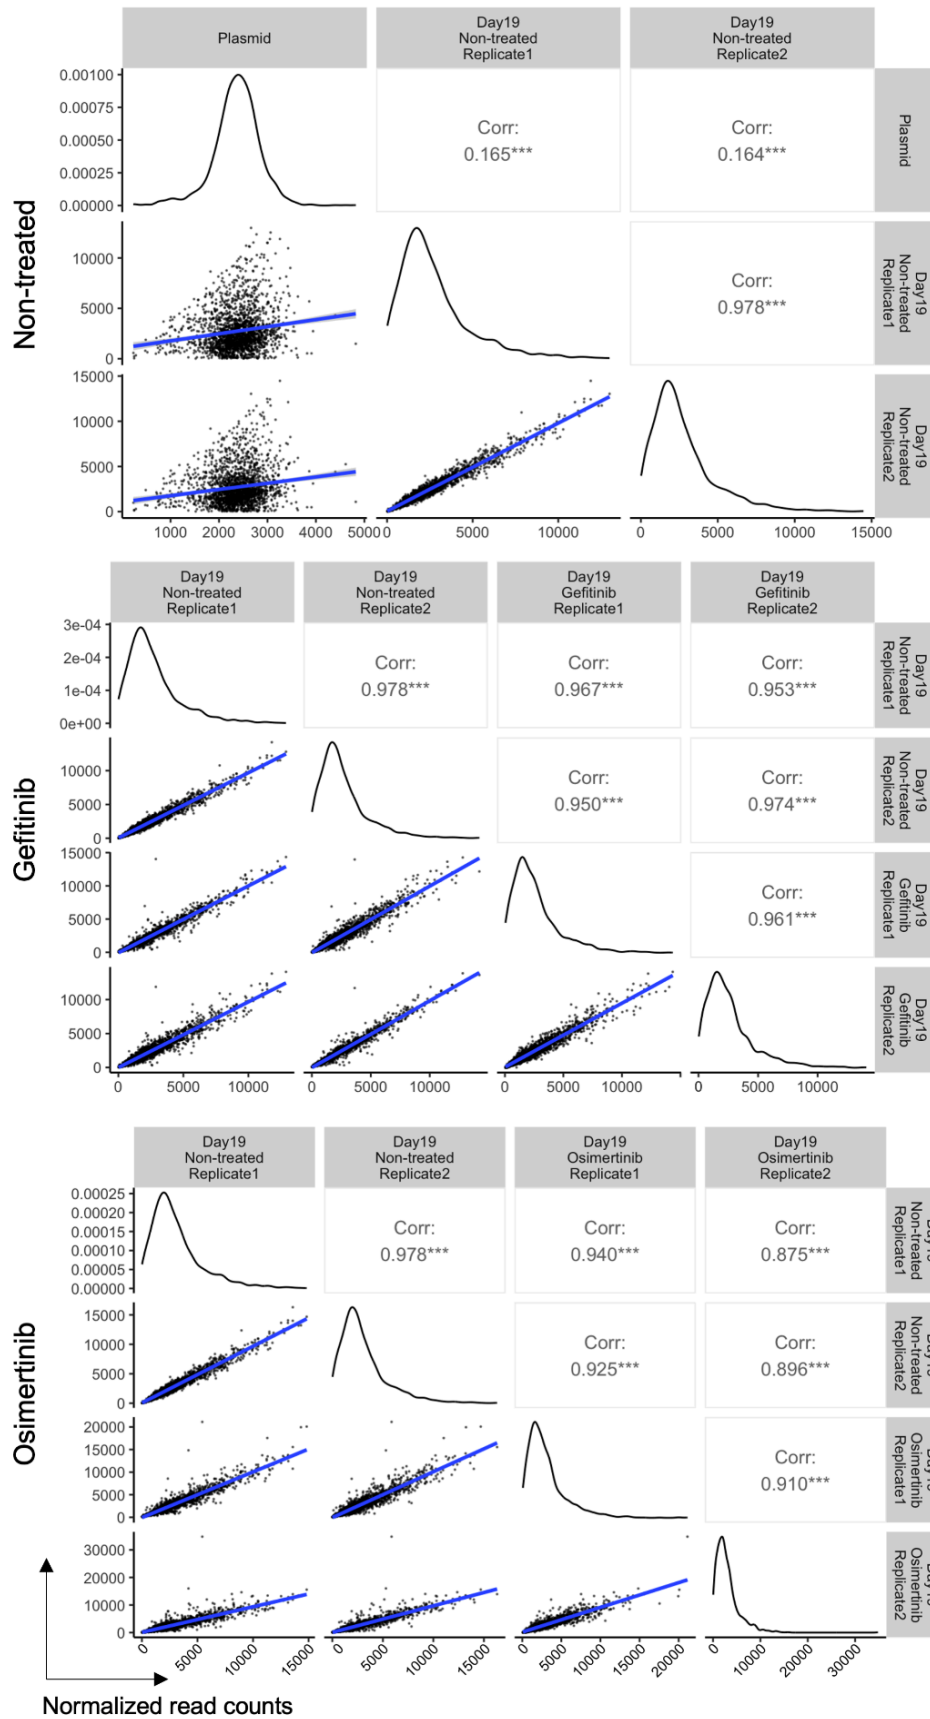 Plasmid
Day19
Non-treated
Replicate1
Day19
Non-treated
Replicate2
Non-treated
0.00100
0.00075
0.00050
0.00025
0.00000
Corr:
0.165***
Corr:
0.164***
Plasmid
10000
5000
0
Corr:
0.978***
Day19
Non-treated
Replicate1
15000
10000
5000
0
Day19
Non-treated
Replicate2
1000 2000 3000 4000 5000
0 5000 10000
0 5000 10000 15000
Day19
Non-treated
Replicate1
Day19
Non-treated
Replicate2
Day19
Gefitinib
Replicate1
Day19
Gefitinib
Replicate2
Gefitinib
3e-04
2e-04
1e-04
0e+00
Corr:
0.978***
Corr:
0.967***
Corr:
0.953***
Day19
Non-treated
Replicate1
10000
5000
0
Corr:
0.950***
Corr:
0.974***
Day19
Non-treated
Replicate2
15000
10000
5000
0
Corr:
0.961***
Day19
Gefitinib
Replicate1
10000
5000
0
Day19
Gefitinib
Replicate2
0 5000 10000
0 5000 10000
0 5000 10000
0 5000 10000
Day19
Non-treated
Replicate1
Day19
Non-treated
Replicate2
Day19
Osimertinib
Replicate1
Day19
Osimertinib
Replicate2
Osimertinib
0.00025
0.00020
0.00015
0.00010
0.00005
0.00000
Corr:
0.978***
Corr:
0.940***
Corr:
0.875***
Non-treated
Replicate1
15000
10000
5000
0
Corr:
0.925***
Corr:
0.896***
Non-treated
Replicate2
20000
15000
10000
5000
0
Corr:
0.910***
Osimertinib
Replicate1
30000
20000
10000
0
Osimertinib
Replicate2
0 5000 10000 15000
0 5000 10000 15000
0 5000 10000 15000 20000
0 10000 20000 30000
Normalized read counts